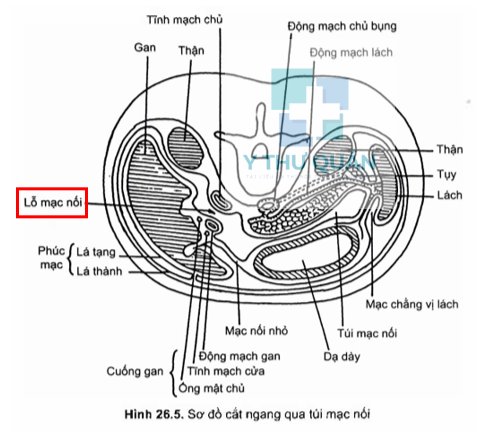 Tĩnh mạch chủ
Động mạch chủ bụng
Gan
Thận
Động mạch lách
Y THƯ QUÁN
Thận
Tụy
Lách
Lỗ mạc nối
Phúc mạc
Lá tạng
Lá thành
Mạc chằng vị lách
Mạc nối nhỏ
Túi mạc nối
Động mạch gan
Dạ dày
Cuống gan
Tĩnh mạch cửa
Ống mật chủ
Hình 26.5. Sơ đồ cắt ngang qua túi mạc nối